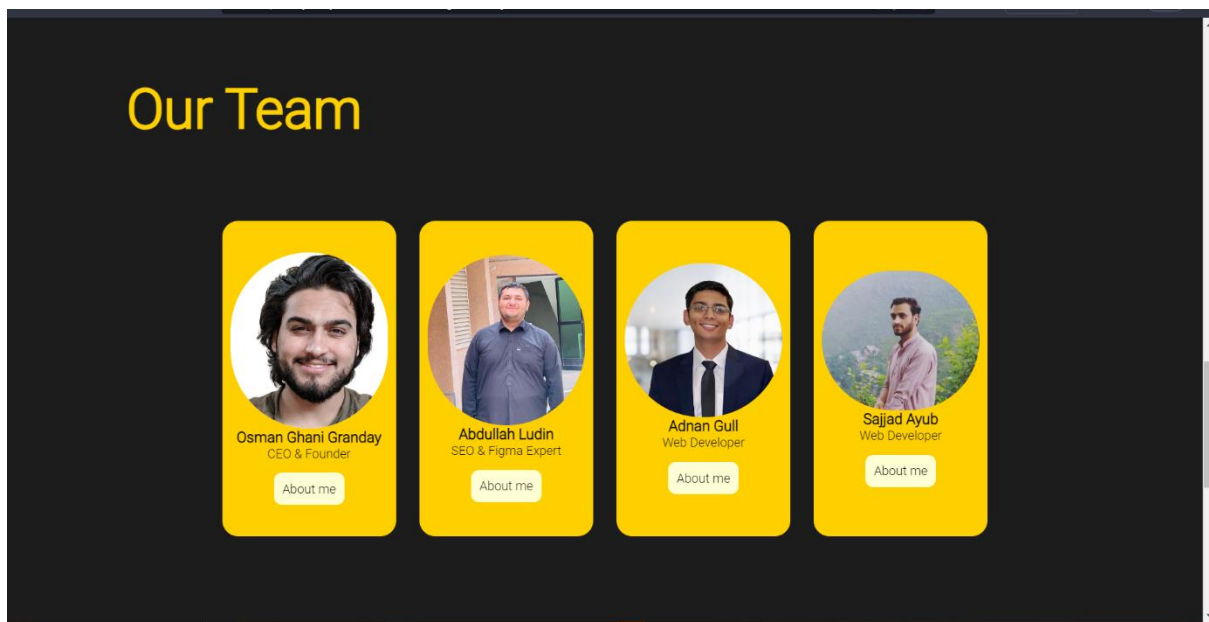 Our Team
Osman Ghani Granday
CEO & Founder
About me
Abdullah Ludin
SEO & Figma Expert
About me
Adnan Gull
Web Developer
About me
Sajjad Ayub
Web Developer
About me